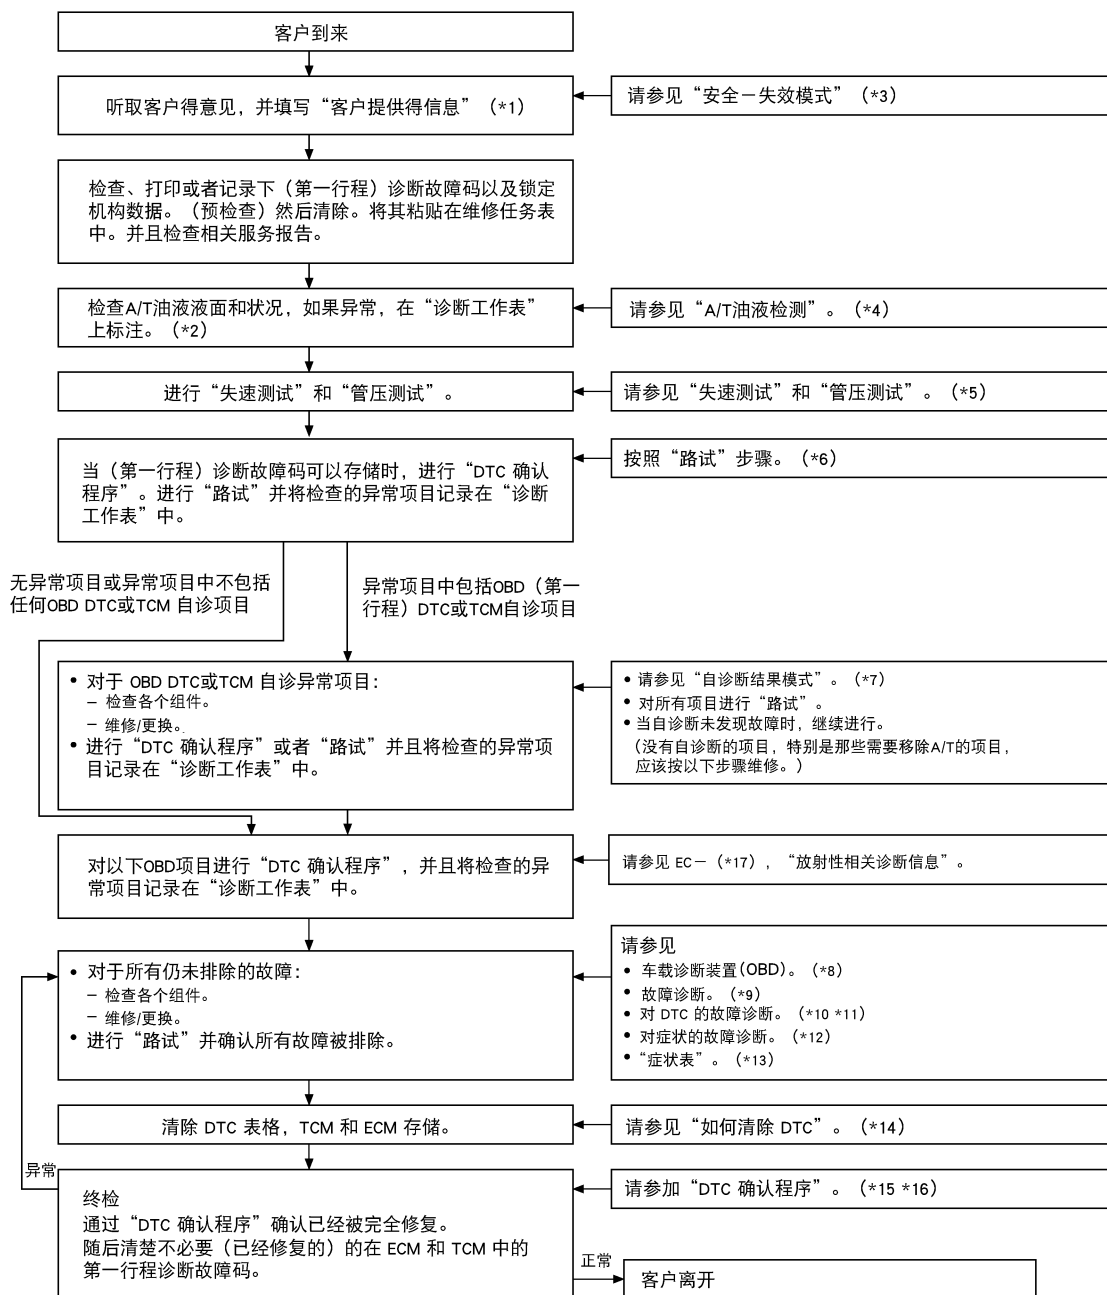 客户到来
听取客户得意见，并填写“客户提供得信息”（*1）
请参见“安全－失效模式”（*3）
检查、打印或者记录下（第一行程）诊断故障码以及锁定
机构数据。（预检查）然后清除。将其粘贴在维修任务表
中。并且检查相关服务报告。
检查A/T油液液面和状况，如果异常，在“诊断工作表”
上标注。（*2）
请参见“A/T油液检测”。（*4）
进行“失速测试”和“管压测试”。
请参见“失速测试”和“管压测试”。（*5）
当（第一行程）诊断故障码可以存储时，进行“DTC 确认
程序”。进行“路试”并将检查的异常项目记录在“诊断
工作表”中。
按照“路试”步骤。（*6）
无异常项目或异常项目中不包括
任何OBD DTC或TCM 自诊项目
异常项目中包括OBD（第一
行程）DTC或TCM自诊项目
• 对于 OBD DTC或TCM 自诊异常项目：
– 检查各个组件。
– 维修/更换。
• 进行“DTC 确认程序”或者“路试”并且将检查的异常项
目记录在“诊断工作表”中。
• 请参见“自诊断结果模式”。（*7）
• 对所有项目进行“路试”。
• 当自诊断未发现故障时，继续进行。
（没有自诊断的项目，特别是那些需要移除A/T的项目，
应该按以下步骤维修。）
对以下OBD项目进行“DTC 确认程序”，并且将检查的异
常项目记录在“诊断工作表”中。
请参见 EC－（*17），“放射性相关诊断信息”。
• 对于所有仍未排除的故障：
– 检查各个组件。
– 维修/更换。
• 进行“路试”并确认所有故障被排除。
请参见
• 车载诊断装置(OBD)。（*8）
• 故障诊断。（*9）
• 对 DTC 的故障诊断。（*10 *11）
• 对症状的故障诊断。（*12）
• “症状表”。（*13）
清除 DTC 表格，TCM 和 ECM 存储。
请参见“如何清除 DTC”。（*14）
异常
终检
通过“DTC 确认程序”确认已经被完全修复。
随后清楚不必要（已经修复的）的在 ECM 和 TCM 中的
第一行程诊断故障码。
请参加“DTC 确认程序”。（*15 *16）
正常
客户离开